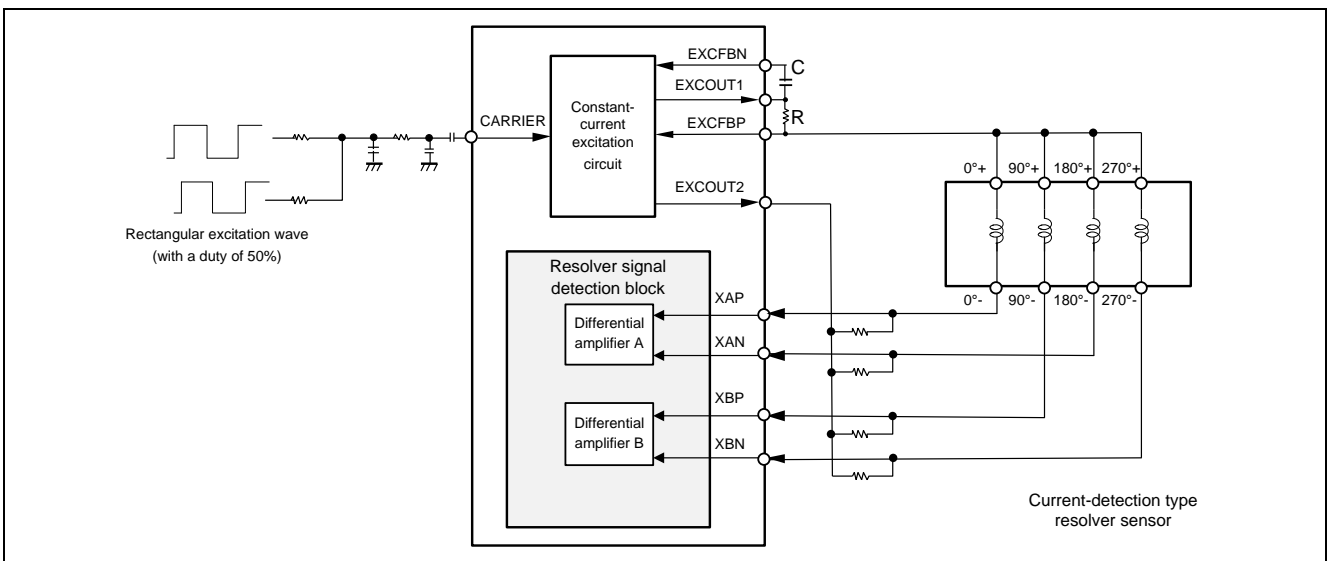 EXCFBN
C
EXCOUT1
R
CARRIER
Constant-
current
excitation
circuit
EXCFBP
0°+ 90°+ 180°+ 270°+
EXCOUT2
Rectangular excitation wave
(with a duty of 50%)
Resolver signal
detection block
XAP
Differential
amplifier A
XAN
0°- 90°- 180°- 270°-
XBP
Differential
amplifier B
XBN
Current-detection type
resolver sensor